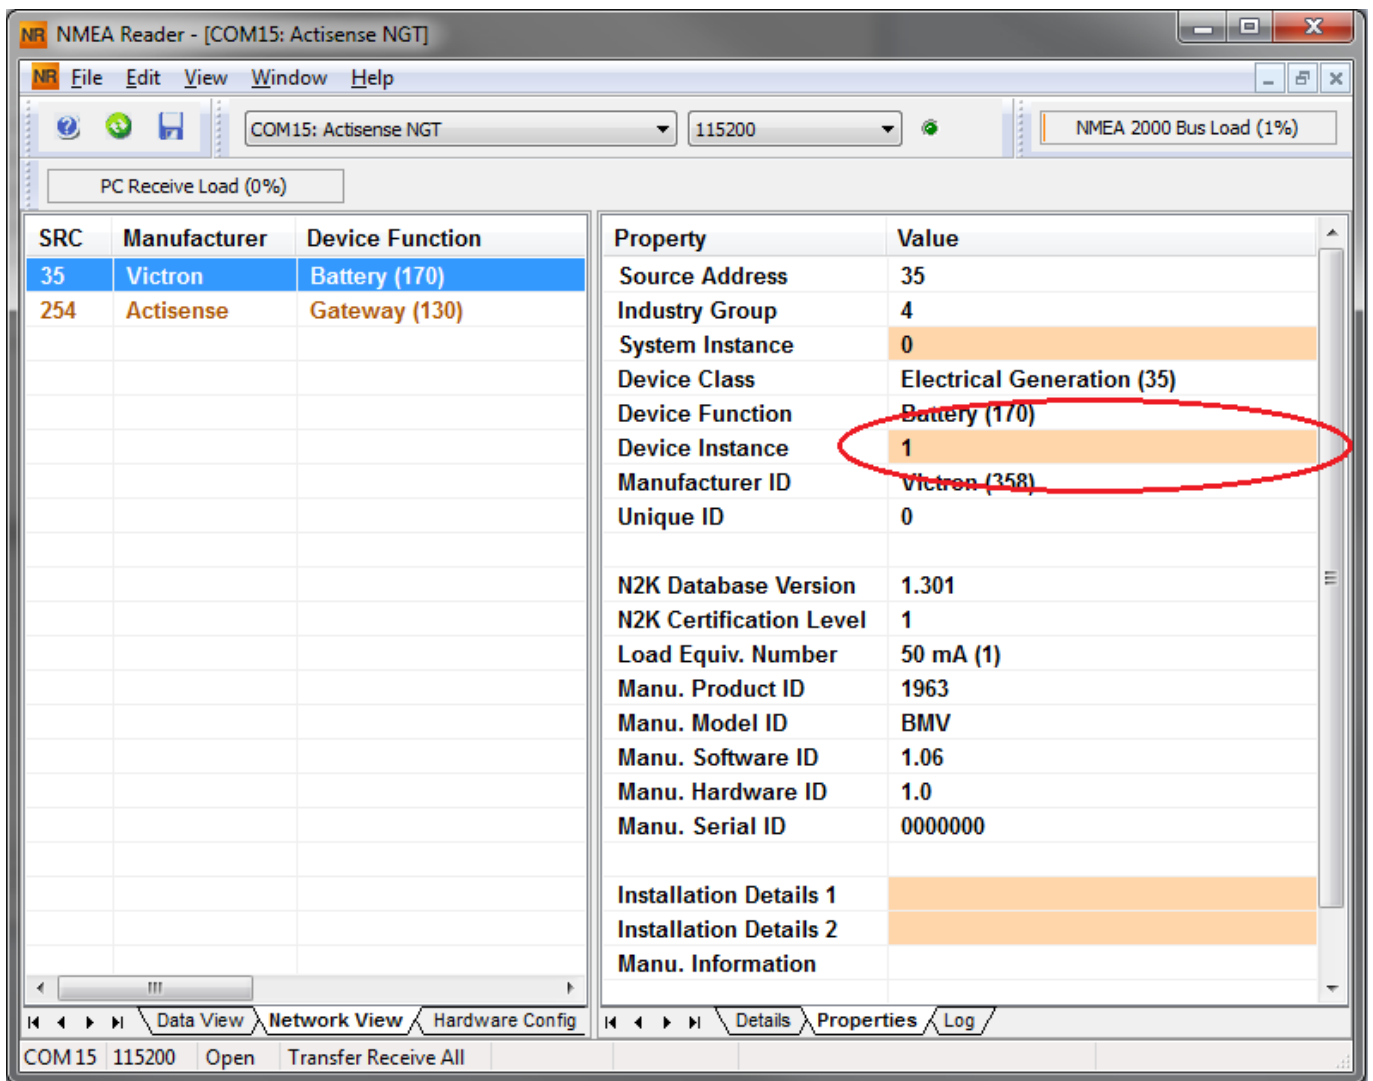 NR NMEA Reader - [COM15: Actisense NGT]
NR File Edit View Window Help
COM15: Actisense NGT 115200 NMEA 2000 Bus Load (1%)
PC Receive Load (0%)
SRC Manufacturer Device Function
35 Victron Battery (170)
254 Actisense Gateway (130)
Property Value
Source Address 35
Industry Group 4
System Instance 0
Device Class Electrical Generation (35)
Device Function Battery (170)
Device Instance 1
Manufacturer ID Victron (358)
Unique ID 0
N2K Database Version 1.301
N2K Certification Level 1
Load Equiv. Number 50 mA (1)
Manu. Product ID 1963
Manu. Model ID BMV
Manu. Software ID 1.06
Manu. Hardware ID 1.0
Manu. Serial ID 0000000
Installation Details 1
Installation Details 2
Manu. Information
Data View Network View Hardware Config
Details Properties Log
COM 15 115200 Open Transfer Receive All